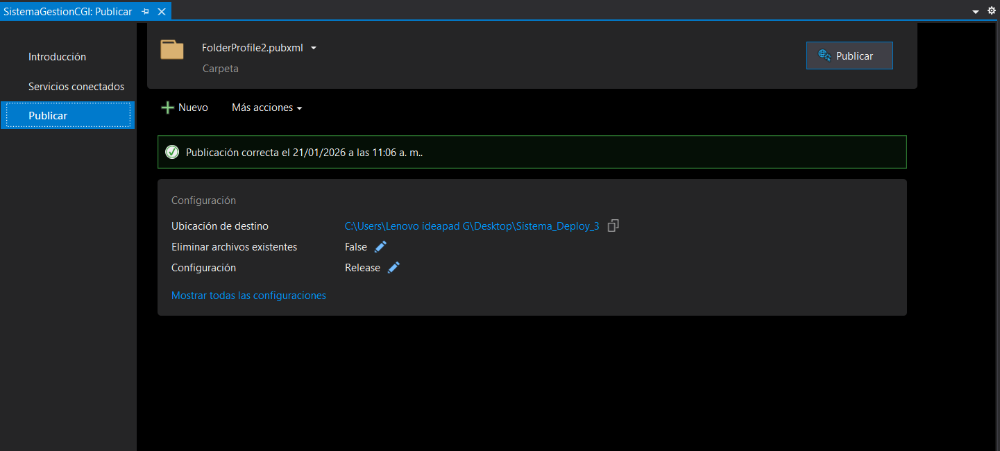 SistemaGestionCGI: Publicar
Introducción
Servicios conectados
Publicar
FolderProfile2.pubxml
Carpeta
Publicar
Nuevo
Más acciones
Publicación correcta el 21/01/2026 a las 11:06 a. m..
Configuración
Ubicación de destino C:\Users\Lenovo ideapad G\Desktop\Sistema_Deploy_3
Eliminar archivos existentes False
Configuración Release
Mostrar todas las configuraciones